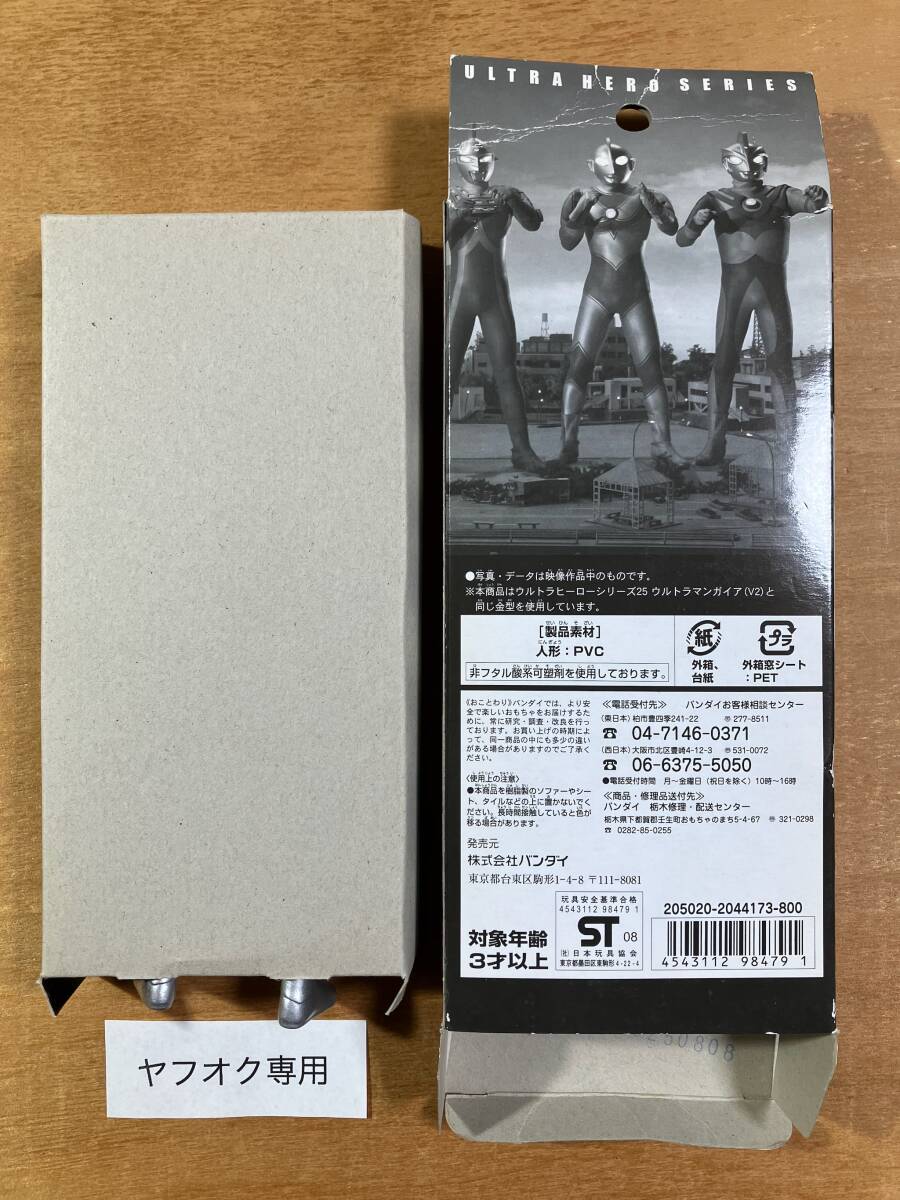 ULTRA HERO SERIES
●写真・データは映像作品中のものです。
※本商品はウルトラヒーローシリーズ25 ウルトラマンガイア(V2)と
同じ金型を使用しています。
[製品素材]
人形：PVC
非フタル酸系可塑剤を使用しております。
紙
外箱、
台紙
プラ
外箱窓シート
：PET
《おことわり》バンダイでは、より安
全で楽しいおもちゃをお届けするた
めに、常に研究・調査・改良を行っ
ております。お買い上げの時期によ
って、同一商品の中にも多少の違い
がある場合がありますのでご了承く
ださい。
〈使用上の注意〉
●本商品を樹脂製のソファーやシー
ト、タイルなどの上に置かないでく
ださい。長時間接触していると色が
移る場合があります。
≪電話受付先≫ バンダイお客様相談センター
(東日本) 柏市豊四季241-22 〒277-8511
☎ 04-7146-0371
(西日本) 大阪市北区豊崎4-12-3 〒531-0072
☎ 06-6375-5050
●電話受付時間 月〜金曜日(祝日を除く)10時〜16時
≪商品・修理品送付先≫
バンダイ 栃木修理・配送センター
栃木県下都賀郡壬生町おもちゃのまち5-4-67 〒321-0298
☎ 0282-85-0255
発売元
株式会社バンダイ
東京都台東区駒形1-4-8 〒111-8081
対象年齢
3才以上
玩具安全基準合格
4543112 98479 1
ST 08
(社)日本玩具協会
東京都墨田区東駒形4-22-4
205020-2044173-800
4 543112 984791
50808
ヤフオク専用